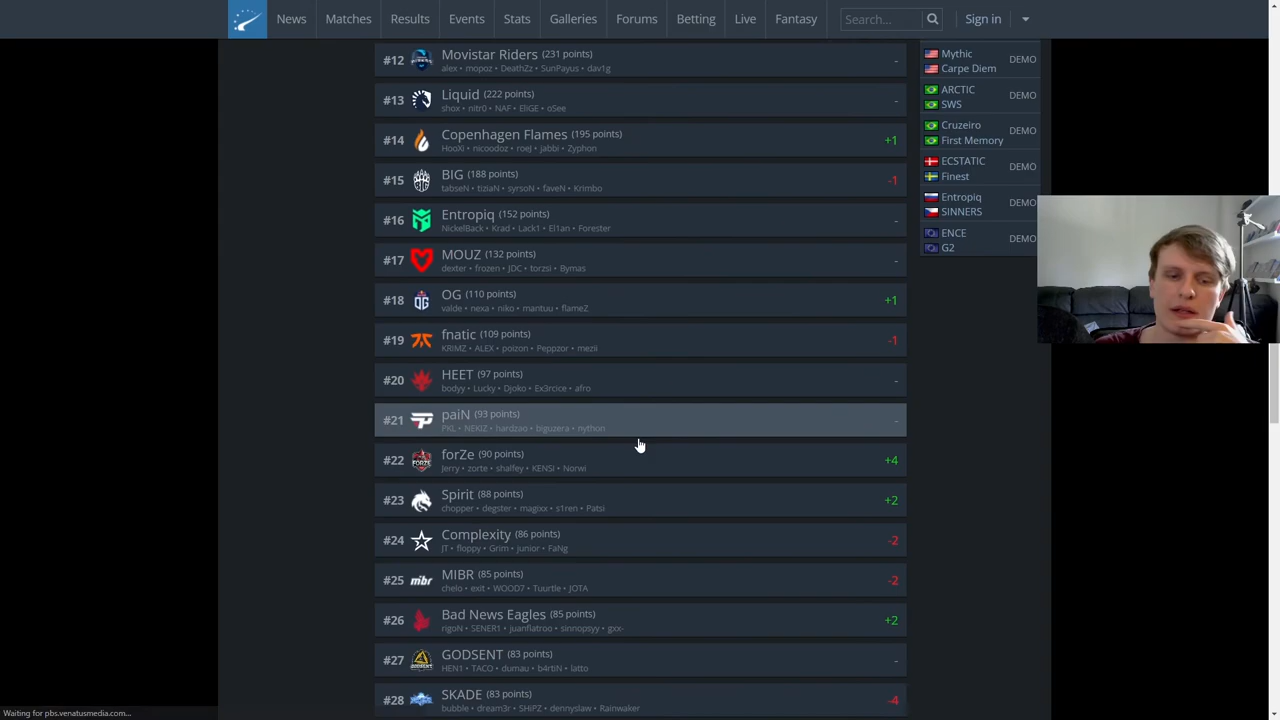 News Matches Results Events Stats Galleries Forums Betting Live Fantasy Search... Sign in
#12 Movistar Riders (231 points) -
alex • mopoz • DeathZz • SunPayus • dav1g
#13 Liquid (222 points) -
shox • nitr0 • NAF • EliGE • oSee
#14 Copenhagen Flames (195 points) +1
HooXi • nicoodoz • roeJ • jabbi • Zyphon
#15 BIG (188 points) -1
tabseN • tiziaN • syrsoN • faveN • Krimbo
#16 Entropiq (152 points) -
NickelBack • Krad • Lack1 • El1an • Forester
#17 MOUZ (132 points) -
dexter • frozen • JDC • torzsi • Bymas
#18 OG (110 points) +1
valde • nexa • niko • mantuu • flameZ
#19 fnatic (109 points) -1
KRIMZ • ALEX • poizon • Peppzor • mezii
#20 HEET (97 points) -
bodyy • Lucky • Djoko • Ex3rcice • afro
#21 paiN (93 points) -
PKL • NEKIZ • hardzao • biguzera • nython
#22 forZe (90 points) +4
Jerry • zorte • shalfey • KENSI • Norwi
#23 Spirit (88 points) +2
chopper • degster • magixx • s1ren • Patsi
#24 Complexity (86 points) -2
JT • floppy • Grim • junior • FaNg
#25 mibr MIBR (85 points) -2
chelo • exit • WOOD7 • Tuurtle • JOTA
#26 Bad News Eagles (85 points) +2
rigoN • SENER1 • juanflatroo • sinnopsyy • gxx-
#27 GODSENT (83 points) -
HEN1 • TACO • dumau • b4rtiN • latto
#28 SKADE (83 points) -4
bubble • dream3r • SHiPZ • dennyslaw • Rainwaker
Mythic
Carpe Diem DEMO
ARCTIC
SWS DEMO
Cruzeiro
First Memory DEMO
ECSTATIC
Finest DEMO
Entropiq
SINNERS DEMO
ENCE
G2 DEMO
Waiting for pbs.venatusmedia.com...